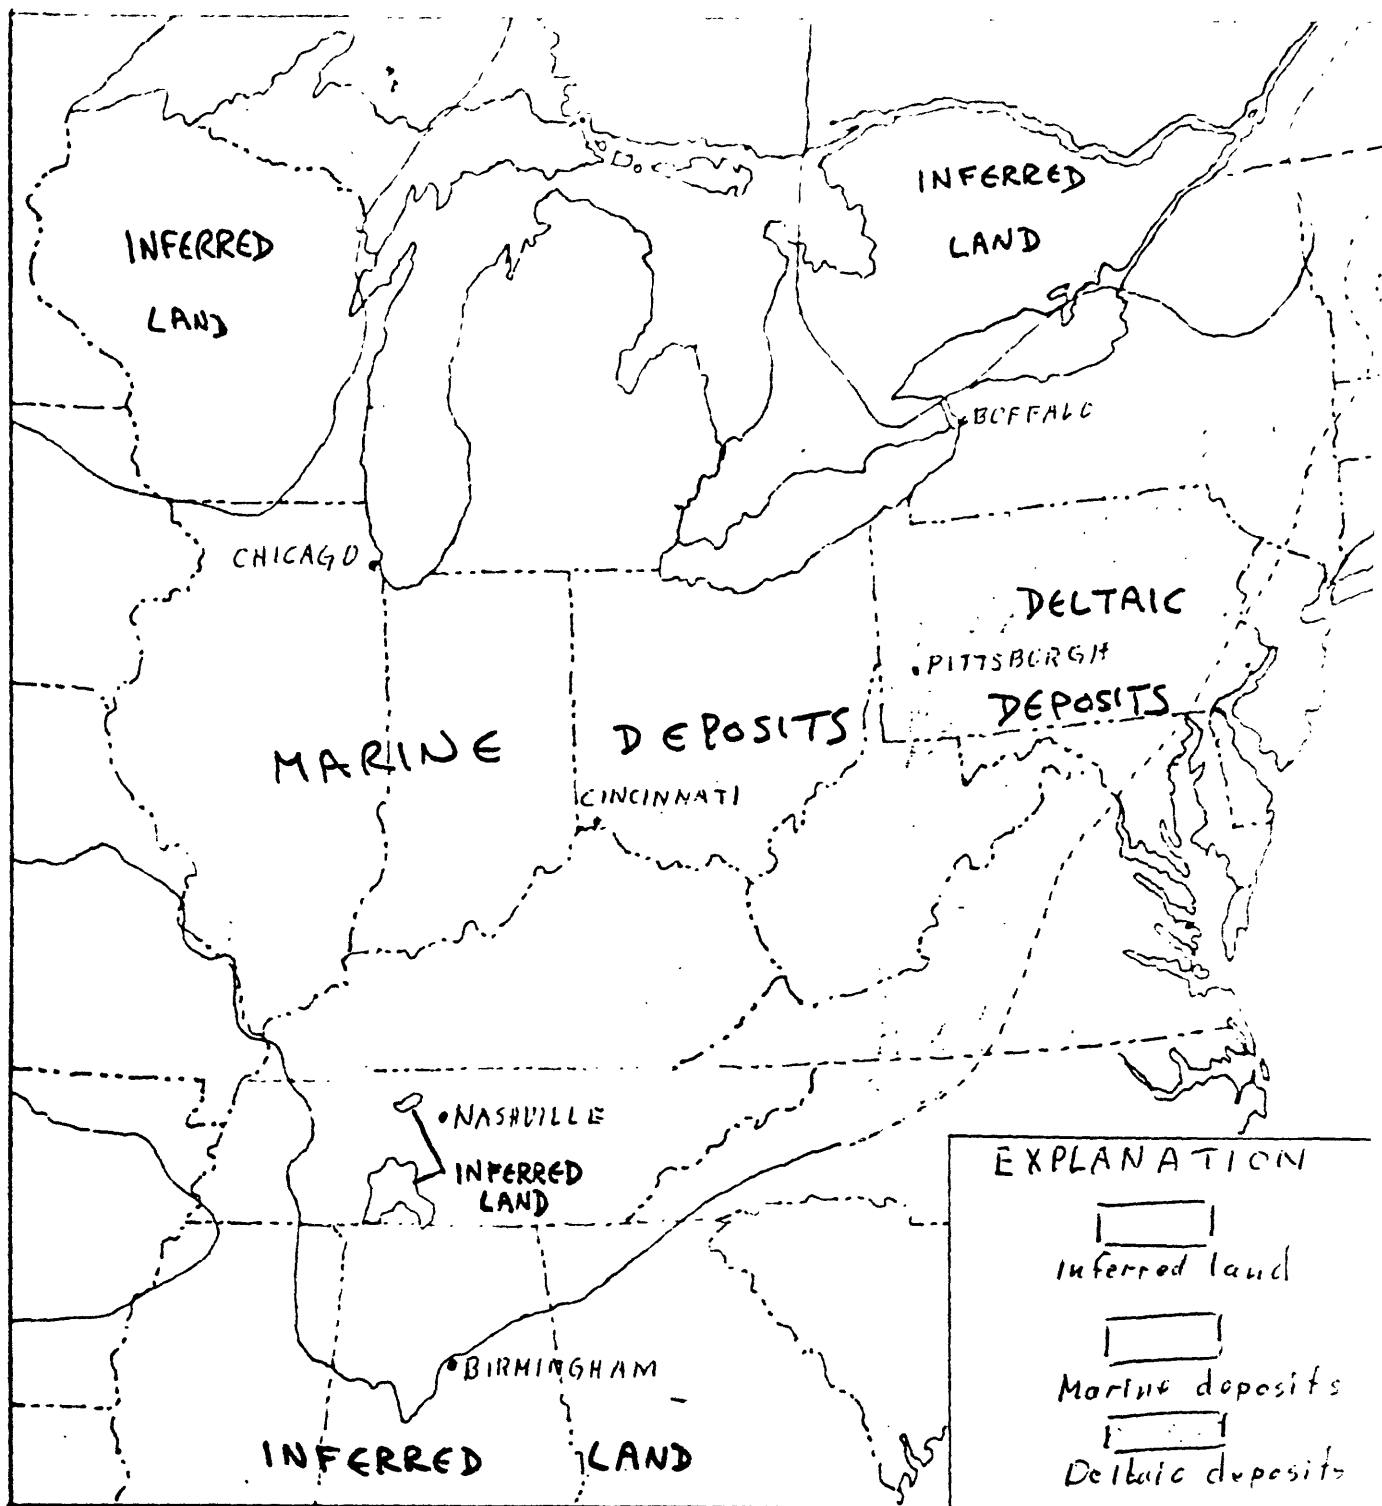 INFERRED
LAND
INFERRED
LAND
BUFFALO
CHICAGO
DELTAIC
DEPOSITS
PITTSBURGH
MARINE DEPOSITS
CINCINNATI
NASHVILLE
INFERRED
LAND
BIRMINGHAM
INFERRED LAND
EXPLANATION
Inferred land
Marine deposits
Deltaic deposits